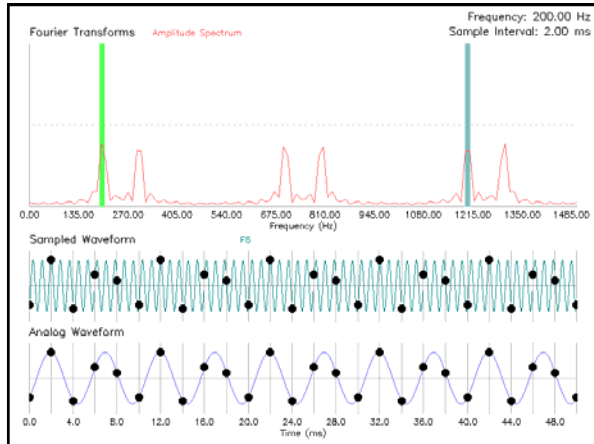 Frequency: 200.00 Hz
Fourier Transforms Amplitude Spectrum Sample Interval: 2.00 ms
0.00 135.00 270.00 405.00 540.00 675.00 810.00 945.00 1080.00 1215.00 1350.00 1485.00
Frequency (Hz)
Sampled Waveform F6
Analog Waveform
0.0 4.0 8.0 12.0 16.0 20.0 24.0 28.0 32.0 36.0 40.0 44.0 48.0
Time (ms)